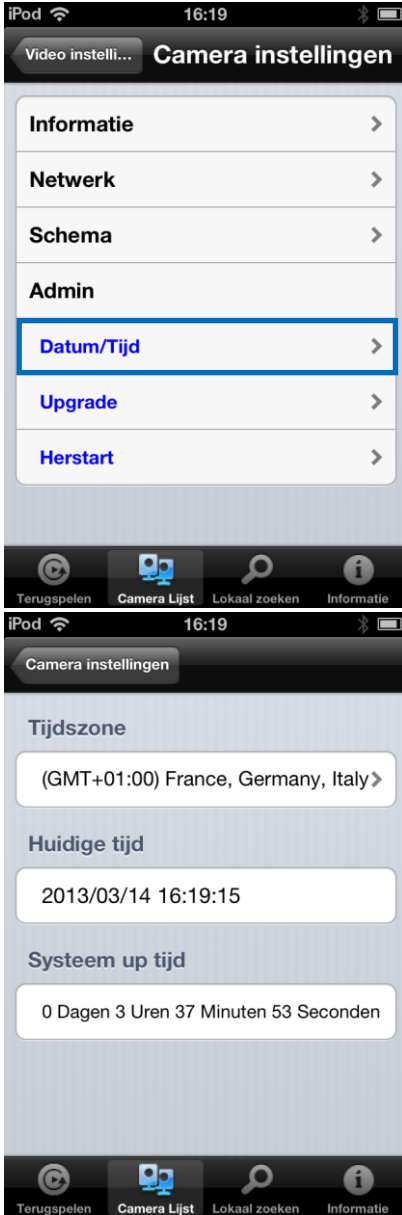 iPod 16:19
Video instelli... Camera instellingen
Informatie
Netwerk
Schema
Admin
Datum/Tijd
Upgrade
Herstart
Terugspelen Camera Lijst Lokaal zoeken Informatie
iPod 16:19
Camera instellingen
Tijdszone
(GMT+01:00) France, Germany, Italy
Huidige tijd
2013/03/14 16:19:15
Systeem up tijd
0 Dagen 3 Uren 37 Minuten 53 Seconden
Terugspelen Camera Lijst Lokaal zoeken Informatie